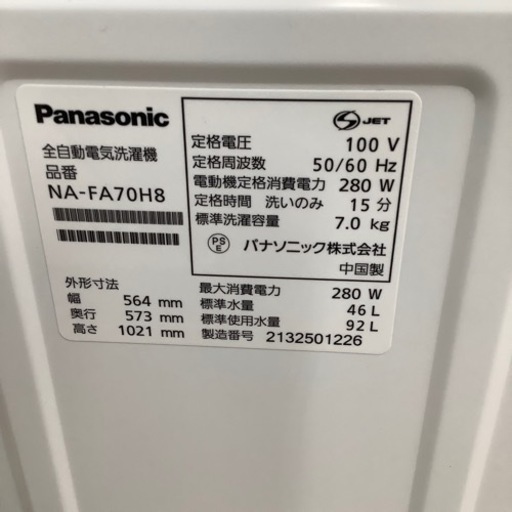 Panasonic
全自動電気洗濯機
品番
NA-FA70H8
外形寸法
幅 564 mm
奥行 573 mm
高さ 1021 mm
S JET
定格電圧 100 V
定格周波数 50/60 Hz
電動機定格消費電力 280 W
定格時間 洗いのみ 15 分
標準洗濯容量 7.0 kg
PS E パナソニック株式会社
中国製
最大消費電力 280 W
標準水量 46 L
標準使用水量 92 L
製造番号 2132501226